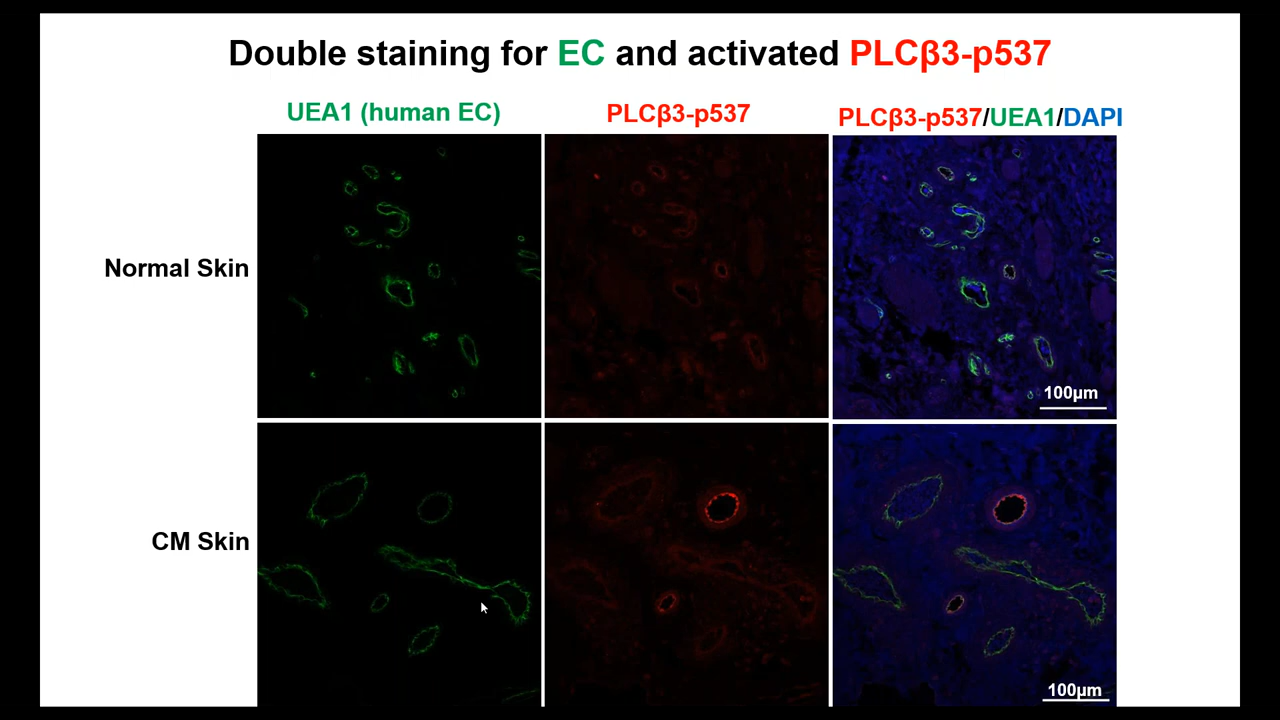 Double staining for EC and activated PLCβ3-p537
UEA1 (human EC)
PLCβ3-p537
PLCβ3-p537/UEA1/DAPI
Normal Skin
100µm
CM Skin
100µm